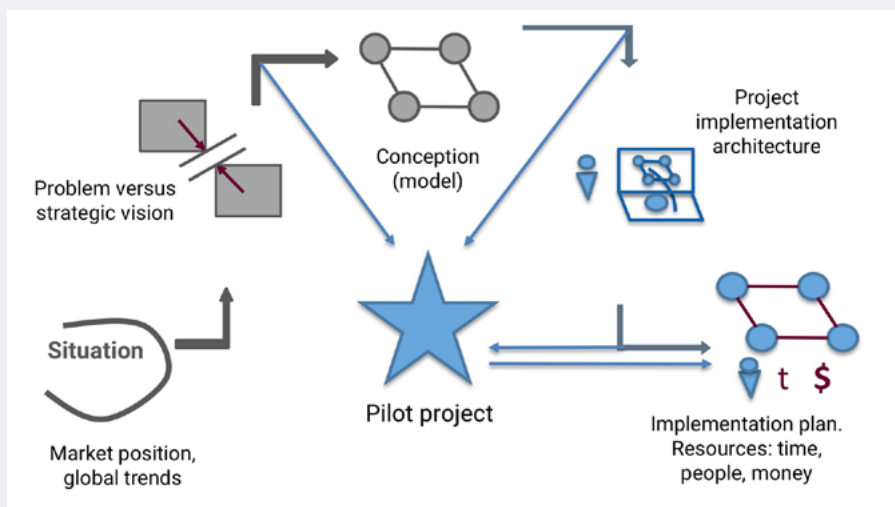 Conception
(model)
Project
implementation
architecture
Problem versus
strategic vision
Situation
Market position,
global trends
Pilot project
t $
Implementation plan.
Resources: time,
people, money